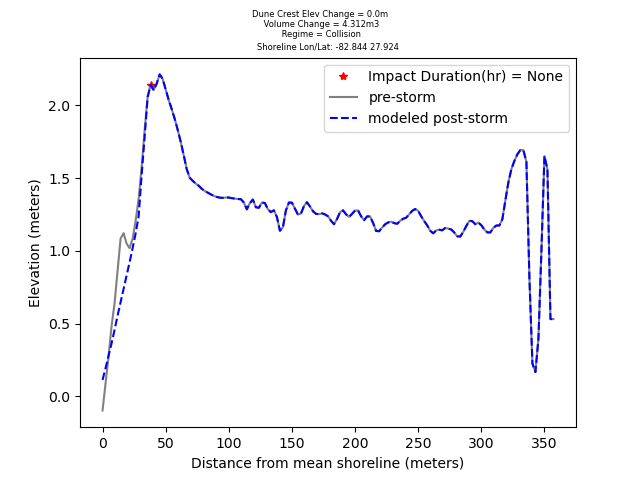 Dune Crest Elev Change = 0.0m
Volume Change = 4.312m3
Regime = Collision
Shoreline Lon/Lat: -82.844 27.924
Impact Duration(hr) = None
pre-storm
modeled post-storm
Elevation (meters)
2.0
1.5
1.0
0.5
0.0
0 50 100 150 200 250 300 350
Distance from mean shoreline (meters)